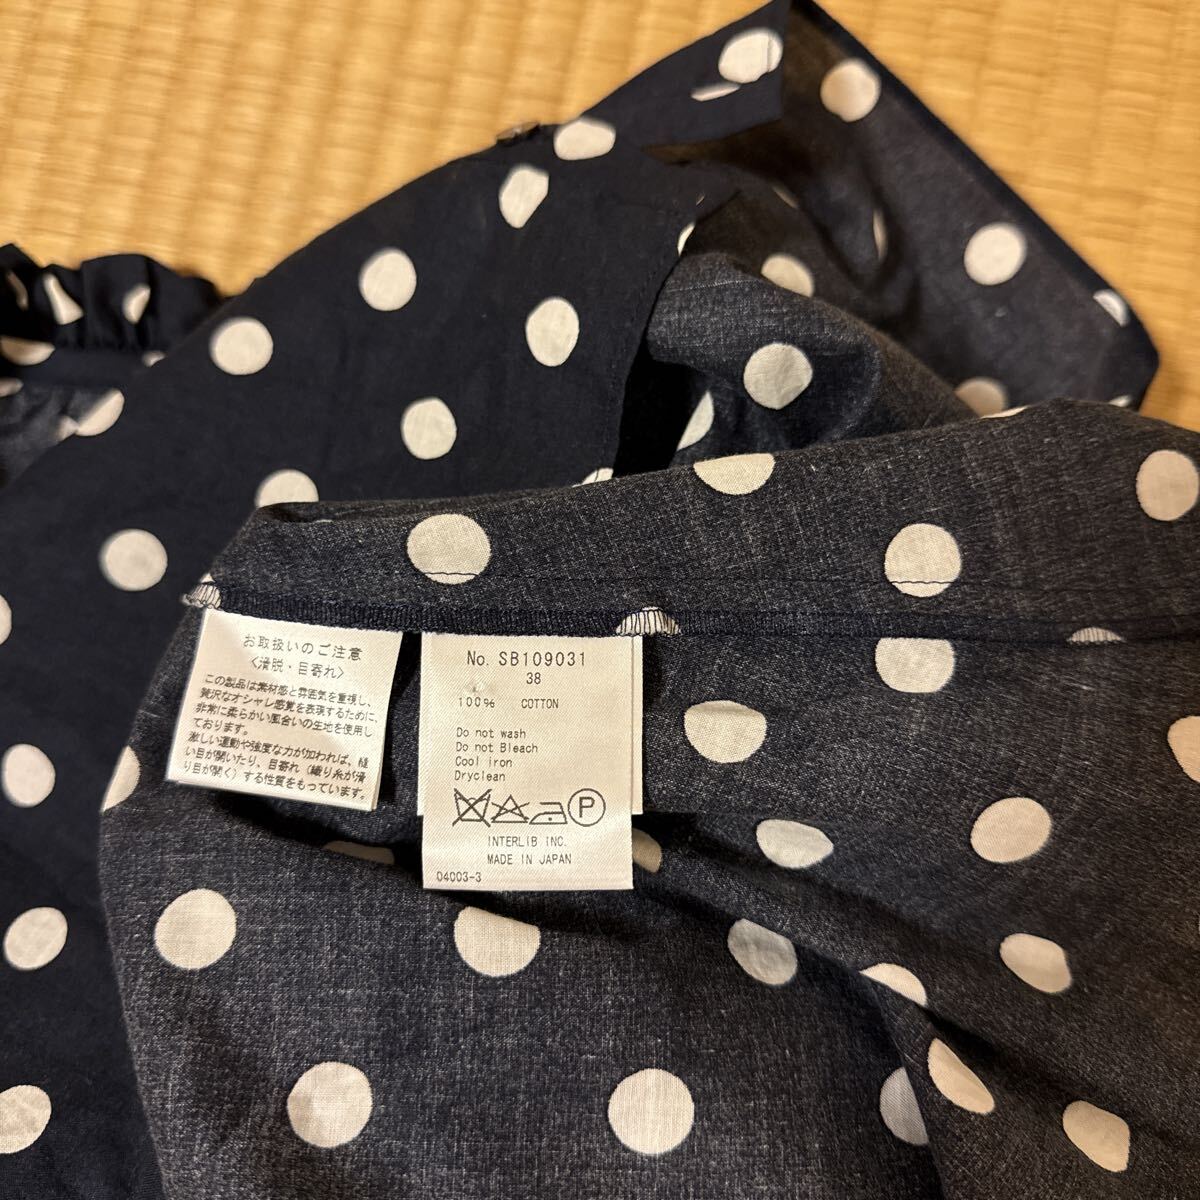 お取扱いのご注意
〈滑脱・目寄れ〉
この製品は素材感と雰囲気を重視し、
贅沢なオシャレ感覚を表現するために、
非常に柔らかい風合いの生地を使用し
ております。
激しい運動や強度な力が加われば、縫
い目が開いたり、目寄れ（織り糸が滑
り目が開く）する性質をもっています。
No. SB109031
38
100% COTTON
Do not wash
Do not Bleach
Cool iron
Dryclean
P
INTERLIB INC.
MADE IN JAPAN
04003-3